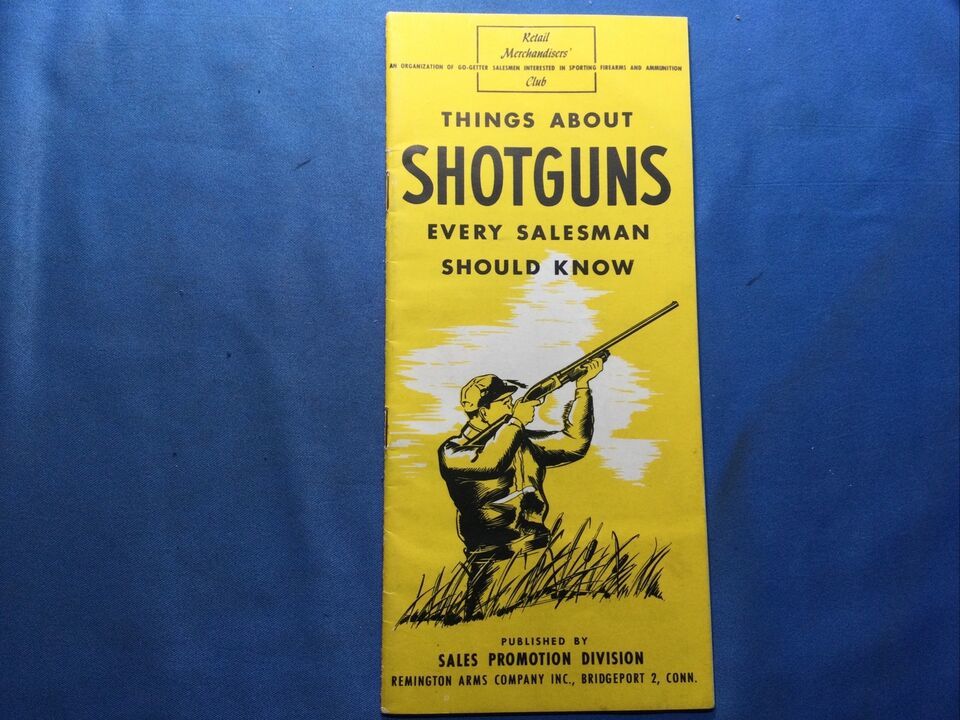 Retail
Merchandisers'
AN ORGANIZATION OF GO-GETTER SALESMEN INTERESTED IN SPORTING FIREARMS AND AMMUNITION
Club
THINGS ABOUT
SHOTGUNS
EVERY SALESMAN
SHOULD KNOW
PUBLISHED BY
SALES PROMOTION DIVISION
REMINGTON ARMS COMPANY INC., BRIDGEPORT 2, CONN.